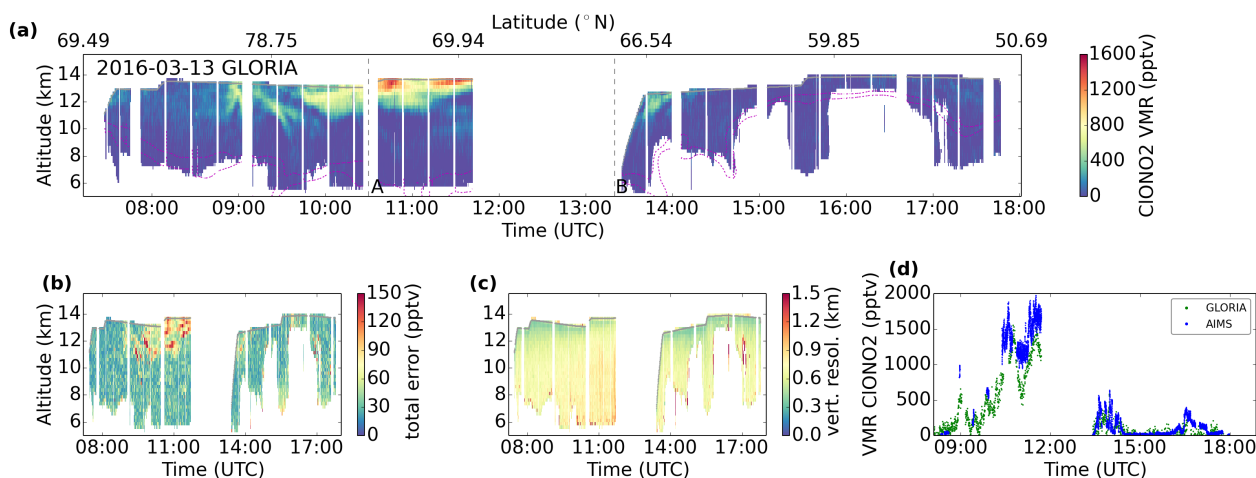 (a)
Latitude (°N)
69.49 78.75 69.94 66.54 59.85 50.69
2016-03-13 GLORIA
Altitude (km)
14
12
10
8
6
A
B
08:00 09:00 10:00 11:00 12:00 13:00 14:00 15:00 16:00 17:00 18:00
Time (UTC)
1600
1200
800
400
0
ClONO2 VMR (pptv)
(b)
Altitude (km)
14
12
10
8
6
08:00 11:00 14:00 17:00
Time (UTC)
150
120
90
60
30
0
total error (pptv)
(c)
14
12
10
8
6
08:00 11:00 14:00 17:00
Time (UTC)
1.5
1.2
0.9
0.6
0.3
0.0
vert. resol. (km)
(d)
VMR ClONO2 (pptv)
2000
1500
1000
500
0
GLORIA
AIMS
09:00 12:00 15:00 18:00
Time (UTC)